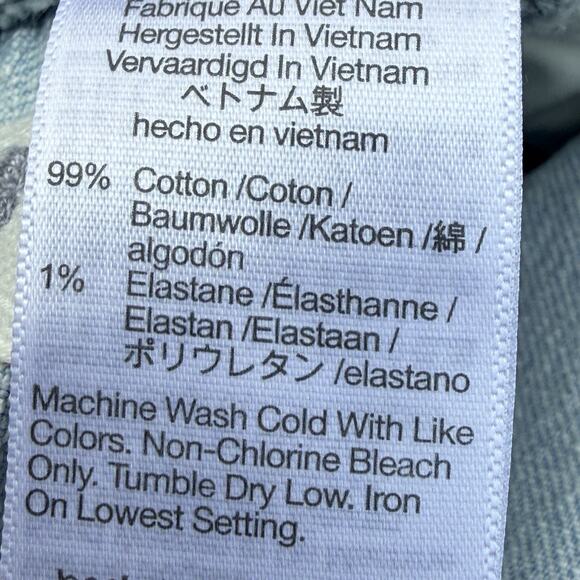 Fabriqué Au Viet Nam
Hergestellt In Vietnam
Vervaardigd In Vietnam
ベトナム製
hecho en vietnam
99% Cotton /Coton /
Baumwolle /Katoen /綿 /
algodón
1% Elastane /Élasthanne /
Elastan /Elastaan /
ポリウレタン /elastano
Machine Wash Cold With Like
Colors. Non-Chlorine Bleach
Only. Tumble Dry Low. Iron
On Lowest Setting.